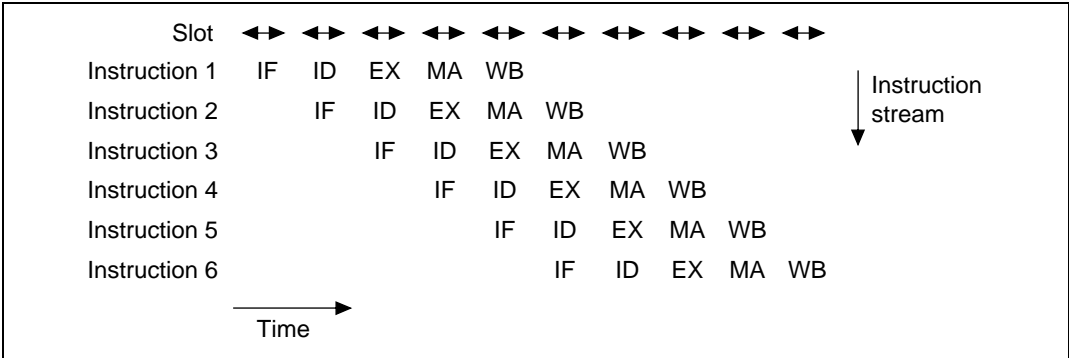 Slot
Instruction 1 IF ID EX MA WB
Instruction 2 IF ID EX MA WB
Instruction 3 IF ID EX MA WB
Instruction 4 IF ID EX MA WB
Instruction 5 IF ID EX MA WB
Instruction 6 IF ID EX MA WB
Instruction
stream
Time